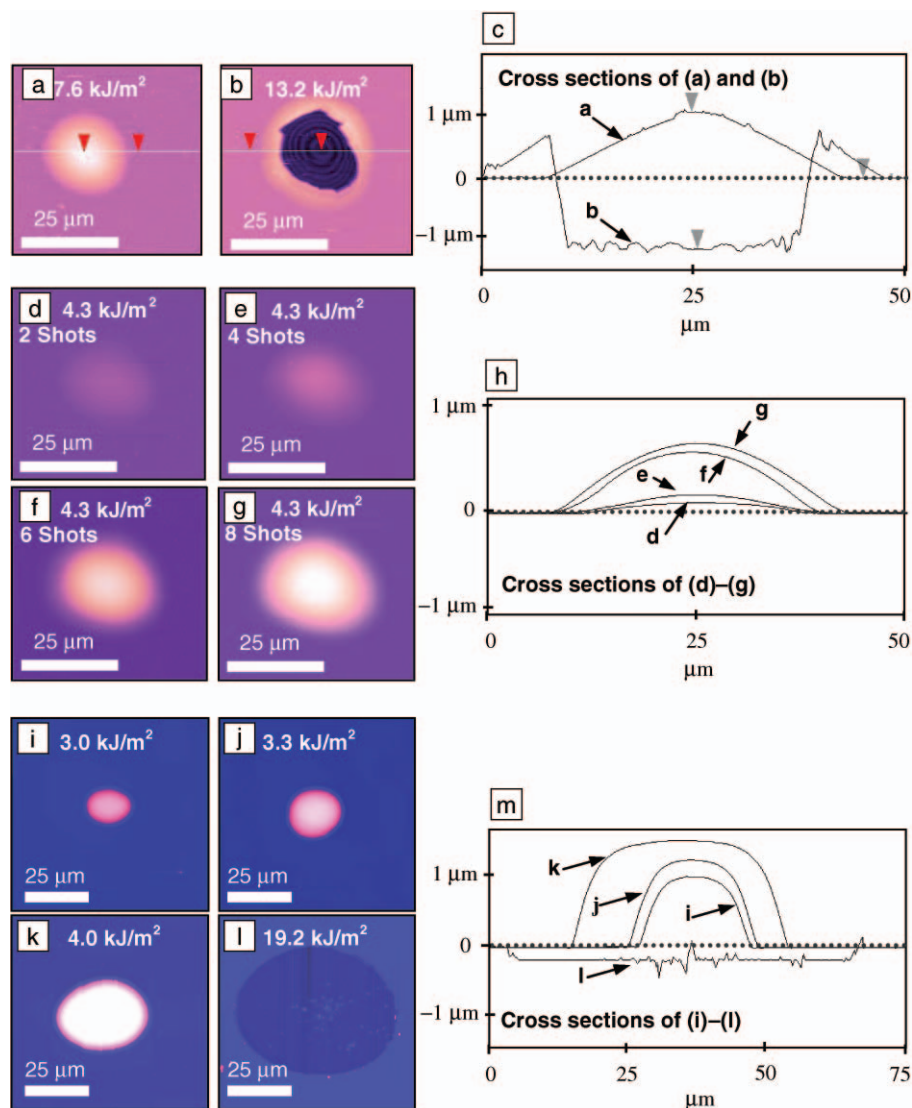 a
7.6 kJ/m²
25 μm
b
13.2 kJ/m²
25 μm
c
Cross sections of (a) and (b)
1 μm
0
−1 μm
a
b
0
25
50
μm
d
4.3 kJ/m²
2 Shots
25 μm
e
4.3 kJ/m²
4 Shots
25 μm
f
4.3 kJ/m²
6 Shots
25 μm
g
4.3 kJ/m²
8 Shots
25 μm
h
1 μm
0
−1 μm
g
e
f
d
Cross sections of (d)–(g)
0
25
50
μm
i
3.0 kJ/m²
25 μm
j
3.3 kJ/m²
25 μm
k
4.0 kJ/m²
25 μm
l
19.2 kJ/m²
25 μm
m
1 μm
0
−1 μm
k
j
i
l
Cross sections of (i)–(l)
0
25
50
75
μm